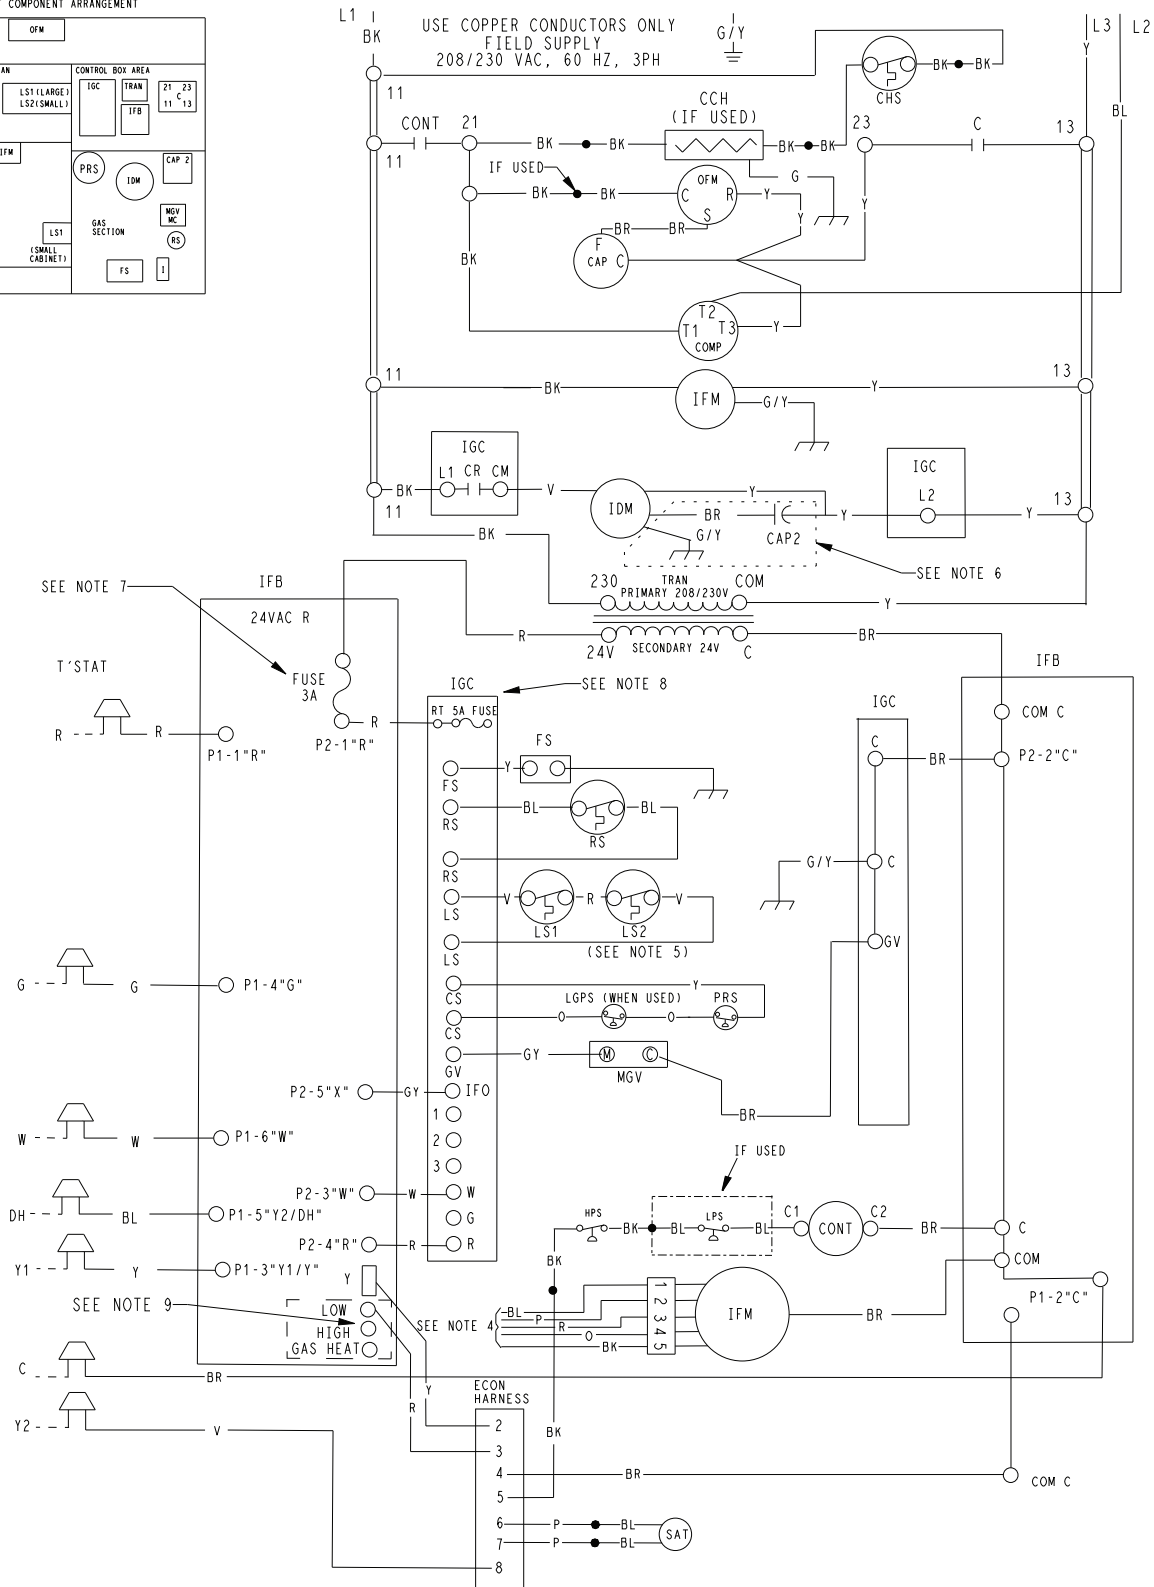 COMPONENT ARRANGEMENT
OFM
AN
LS1(LARGE)
LS2(SMALL)
CONTROL BOX AREA
IGC
TRAN
IFB
21 23
C
11 13
IFM
PRS
IDM
CAP 2
GAS
SECTION
MGV
MC
RS
LS1
(SMALL
CABINET)
FS
I
L1
BK
USE COPPER CONDUCTORS ONLY
FIELD SUPPLY
208/230 VAC, 60 HZ, 3PH
G/Y
L3
L2
Y
BL
11
CHS
BK
BK
CONT
21
11
BK
BK
CCH
(IF USED)
BK
BK
23
C
13
IF USED
BK
BK
C
OFM
R
S
Y
G
Y
Y
BR
BR
F
CAP C
BK
T2
T1
T3
COMP
Y
11
BK
IFM
Y
13
G/Y
IGC
L1 CR CM
BK
11
V
IDM
Y
BR
G/Y
CAP2
Y
IGC
L2
Y
13
BK
SEE NOTE 6
230
TRAN
COM
PRIMARY 208/230V
Y
R
24V
SECONDARY 24V
C
BR
SEE NOTE 7
IFB
24VAC R
FUSE
3A
T'STAT
R
R
P1-1"R"
P2-1"R"
R
IGC
SEE NOTE 8
RT 5A FUSE
FS
Y
FS
RS
BL
BL
RS
RS
LS
V
R
V
LS1
LS2
(SEE NOTE 5)
LS
CS
Y
LGPS (WHEN USED)
PRS
O
O
CS
GV
GY
M
C
MGV
BR
IGC
C
BR
G/Y
C
GV
IFB
COM C
P2-2"C"
G
G
P1-4"G"
P2-5"X"
GY
IFO
1
2
3
W
W
P1-6"W"
P2-3"W"
W
W
G
DH
BL
P1-5"Y2/DH"
P2-4"R"
R
R
Y1
Y
P1-3"Y1/Y"
Y
SEE NOTE 9
LOW
HIGH
GAS HEAT
IF USED
HPS
BK
BL
LPS
BL
C1
CONT
C2
BR
C
BK
COM
P1-2"C"
SEE NOTE 4
BL
P
R
O
BK
1
2
3
4
5
IFM
BR
C
BR
Y2
V
Y
R
ECON
HARNESS
BK
2
3
4
BR
COM C
5
6
P
BL
SAT
7
P
BL
8